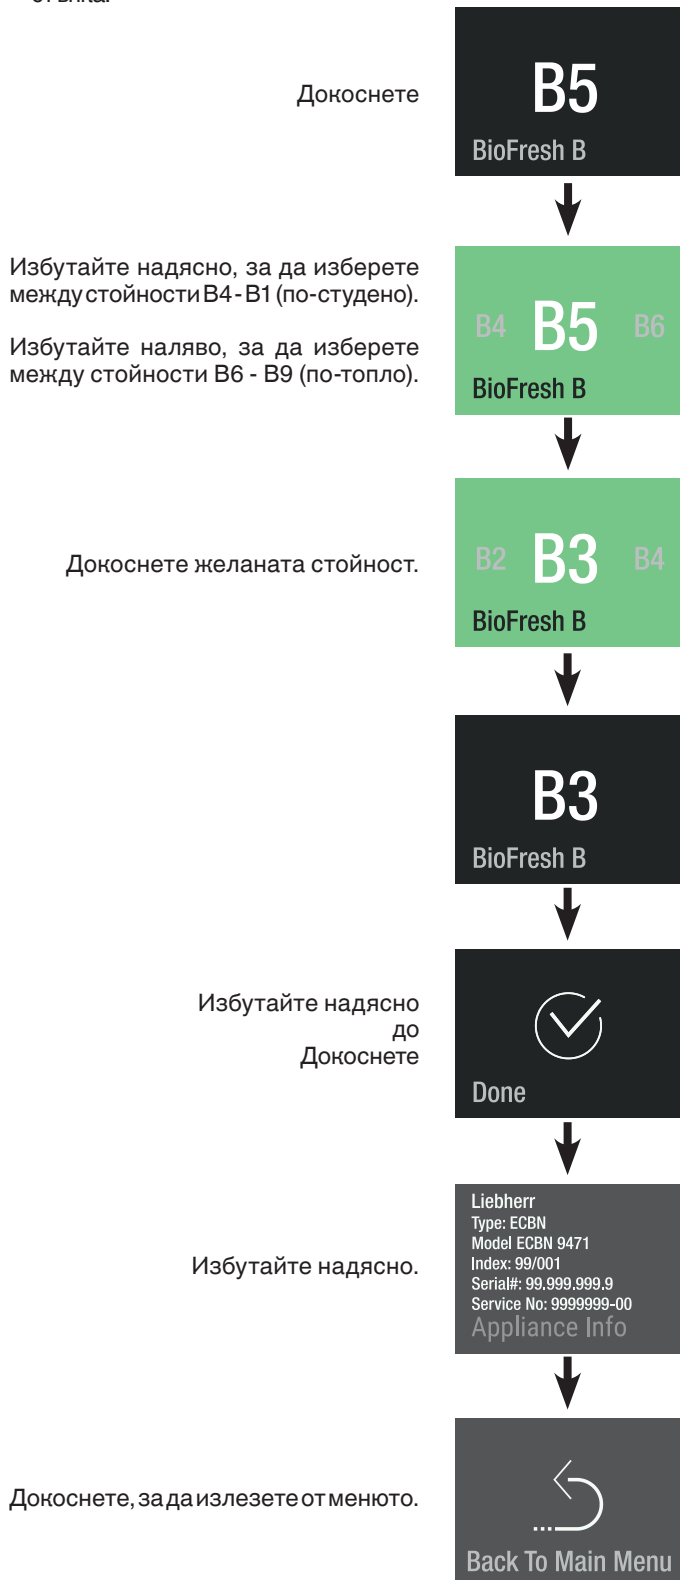 Докоснете
B5
BioFresh B
Избутайте надясно, за да изберете
между стойности B4 - B1 (по-студено).
Избутайте наляво, за да изберете
между стойности B6 - B9 (по-топло).
B4 B5 B6
BioFresh B
Докоснете желаната стойност.
B2 B3 B4
BioFresh B
B3
BioFresh B
Избутайте надясно
до
Докоснете
Done
Избутайте надясно.
Liebherr
Type: ECBN
Model ECBN 9471
Index: 99/001
Serial#: 99.999.999.9
Service No: 9999999-00
Appliance Info
Докоснете, за да излезете от менюто.
Back To Main Menu